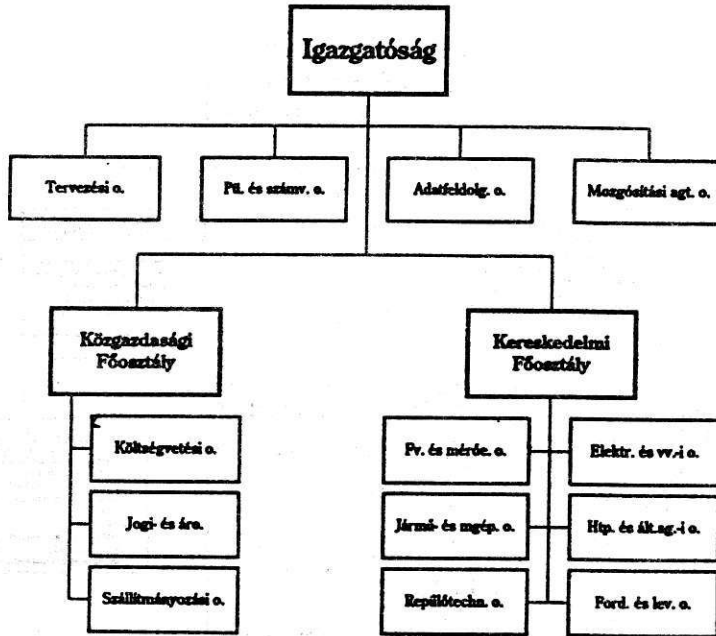 Igazgatóság
Tervezési o.
Pü. és számv. o.
Adatfeldolg. o.
Mozgósítási agt. o.
Közgazdasági
Főosztály
Kereskedelmi
Főosztály
Költségvetési o.
Pv. és mérőe. o.
Elektr. és vv.-i o.
Jogi- és áro.
Jármű- és mgép. o.
Htp. és ált.ag.-i o.
Szállítmányozási o.
Repülőtechn. o.
Ford. és lev. o.